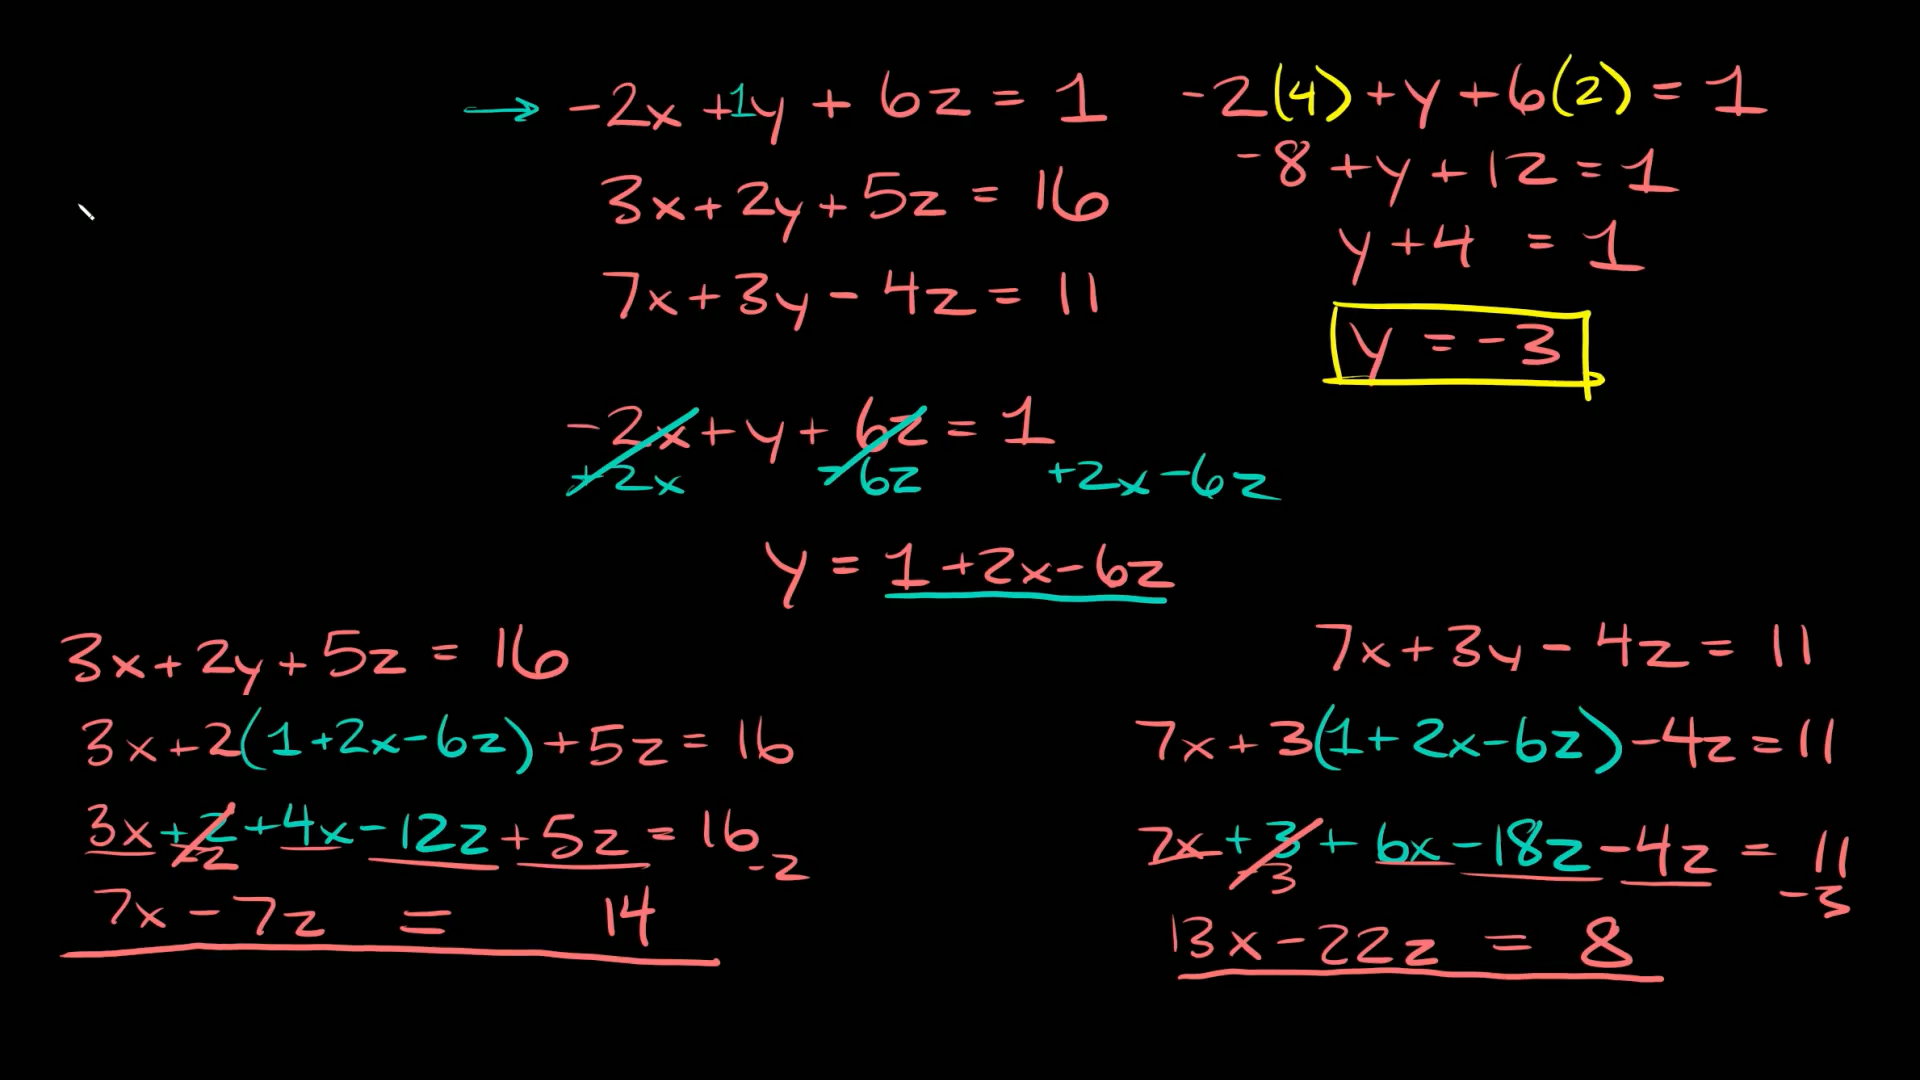 → -2x +1y + 6z = 1
3x + 2y + 5z = 16
7x + 3y - 4z = 11
-2(4) + y + 6(2) = 1
-8 + y + 12 = 1
y + 4 = 1
y = -3
-2x + y + 6z = 1
+2x -6z +2x - 6z
y = 1 + 2x - 6z
3x + 2y + 5z = 16
3x + 2(1 + 2x - 6z) + 5z = 16
3x + 2 + 4x - 12z + 5z = 16
-2 -2
7x - 7z = 14
7x + 3y - 4z = 11
7x + 3(1 + 2x - 6z) - 4z = 11
7x + 3 + 6x - 18z - 4z = 11
-3 -3
13x - 22z = 8